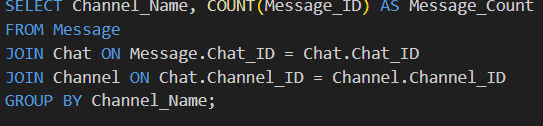 SELECT Channel_Name, COUNT(Message_ID) AS Message_Count
FROM Message
JOIN Chat ON Message.Chat_ID = Chat.Chat_ID
JOIN Channel ON Chat.Channel_ID = Channel.Channel_ID
GROUP BY Channel_Name;